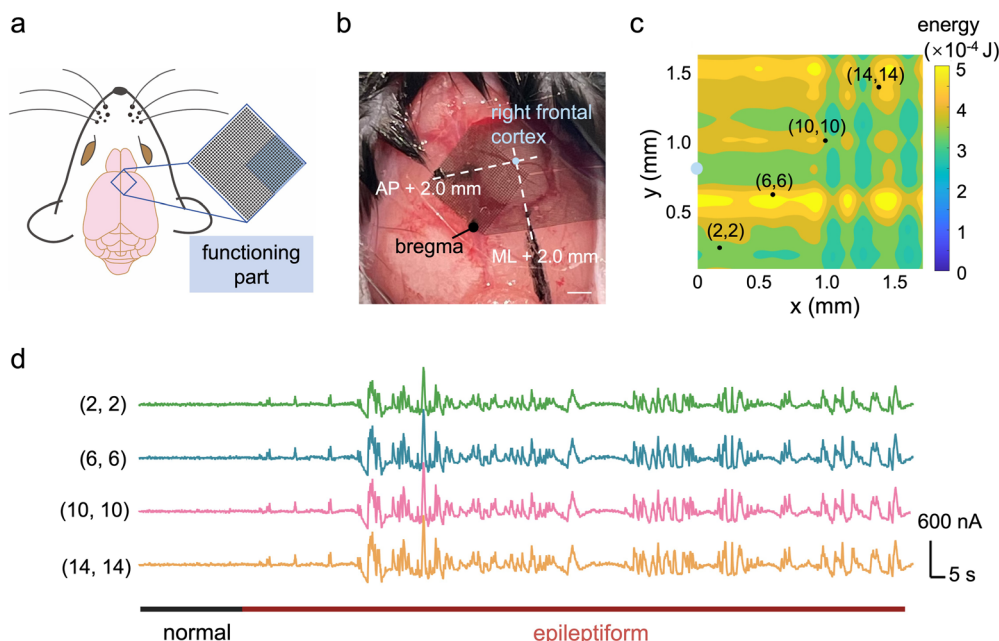 a
functioning
part
b
right frontal
cortex
AP + 2.0 mm
bregma
ML + 2.0 mm
c
energy
(×10⁻⁴ J)
5
4
3
2
1
0
y (mm)
1.5
1.0
0.5
0
0.5
1.0
1.5
x (mm)
(14,14)
(10,10)
(6,6)
(2,2)
d
(2, 2)
(6, 6)
(10, 10)
(14, 14)
600 nA
5 s
normal
epileptiform